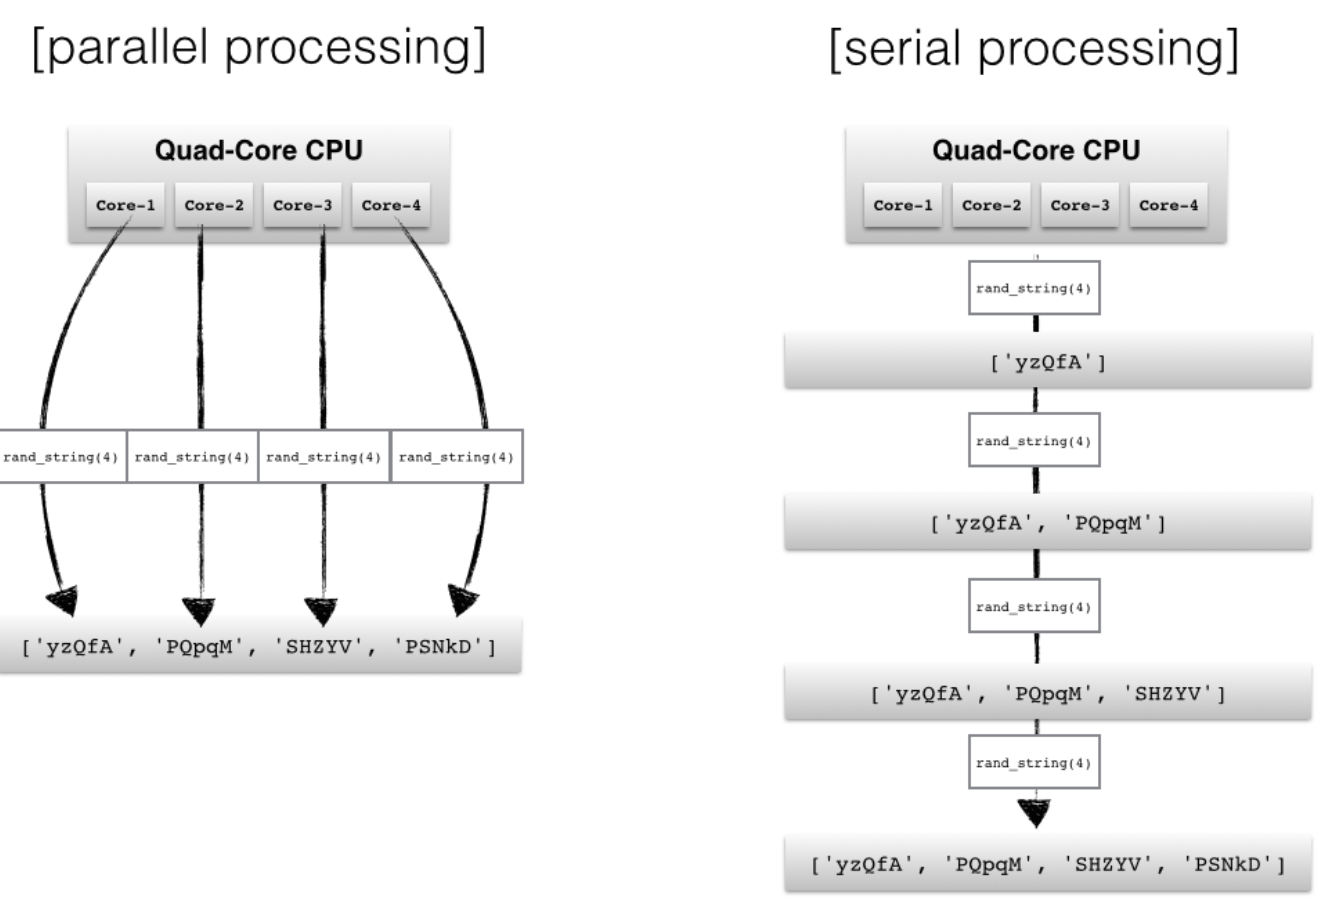 [parallel processing]
Quad-Core CPU
Core-1 Core-2 Core-3 Core-4
rand_string(4) rand_string(4) rand_string(4) rand_string(4)
['yzQfA', 'PQpqM', 'SHZYV', 'PSNkD']
[serial processing]
Quad-Core CPU
Core-1 Core-2 Core-3 Core-4
rand_string(4)
['yzQfA']
rand_string(4)
['yzQfA', 'PQpqM']
rand_string(4)
['yzQfA', 'PQpqM', 'SHZYV']
rand_string(4)
['yzQfA', 'PQpqM', 'SHZYV', 'PSNkD']